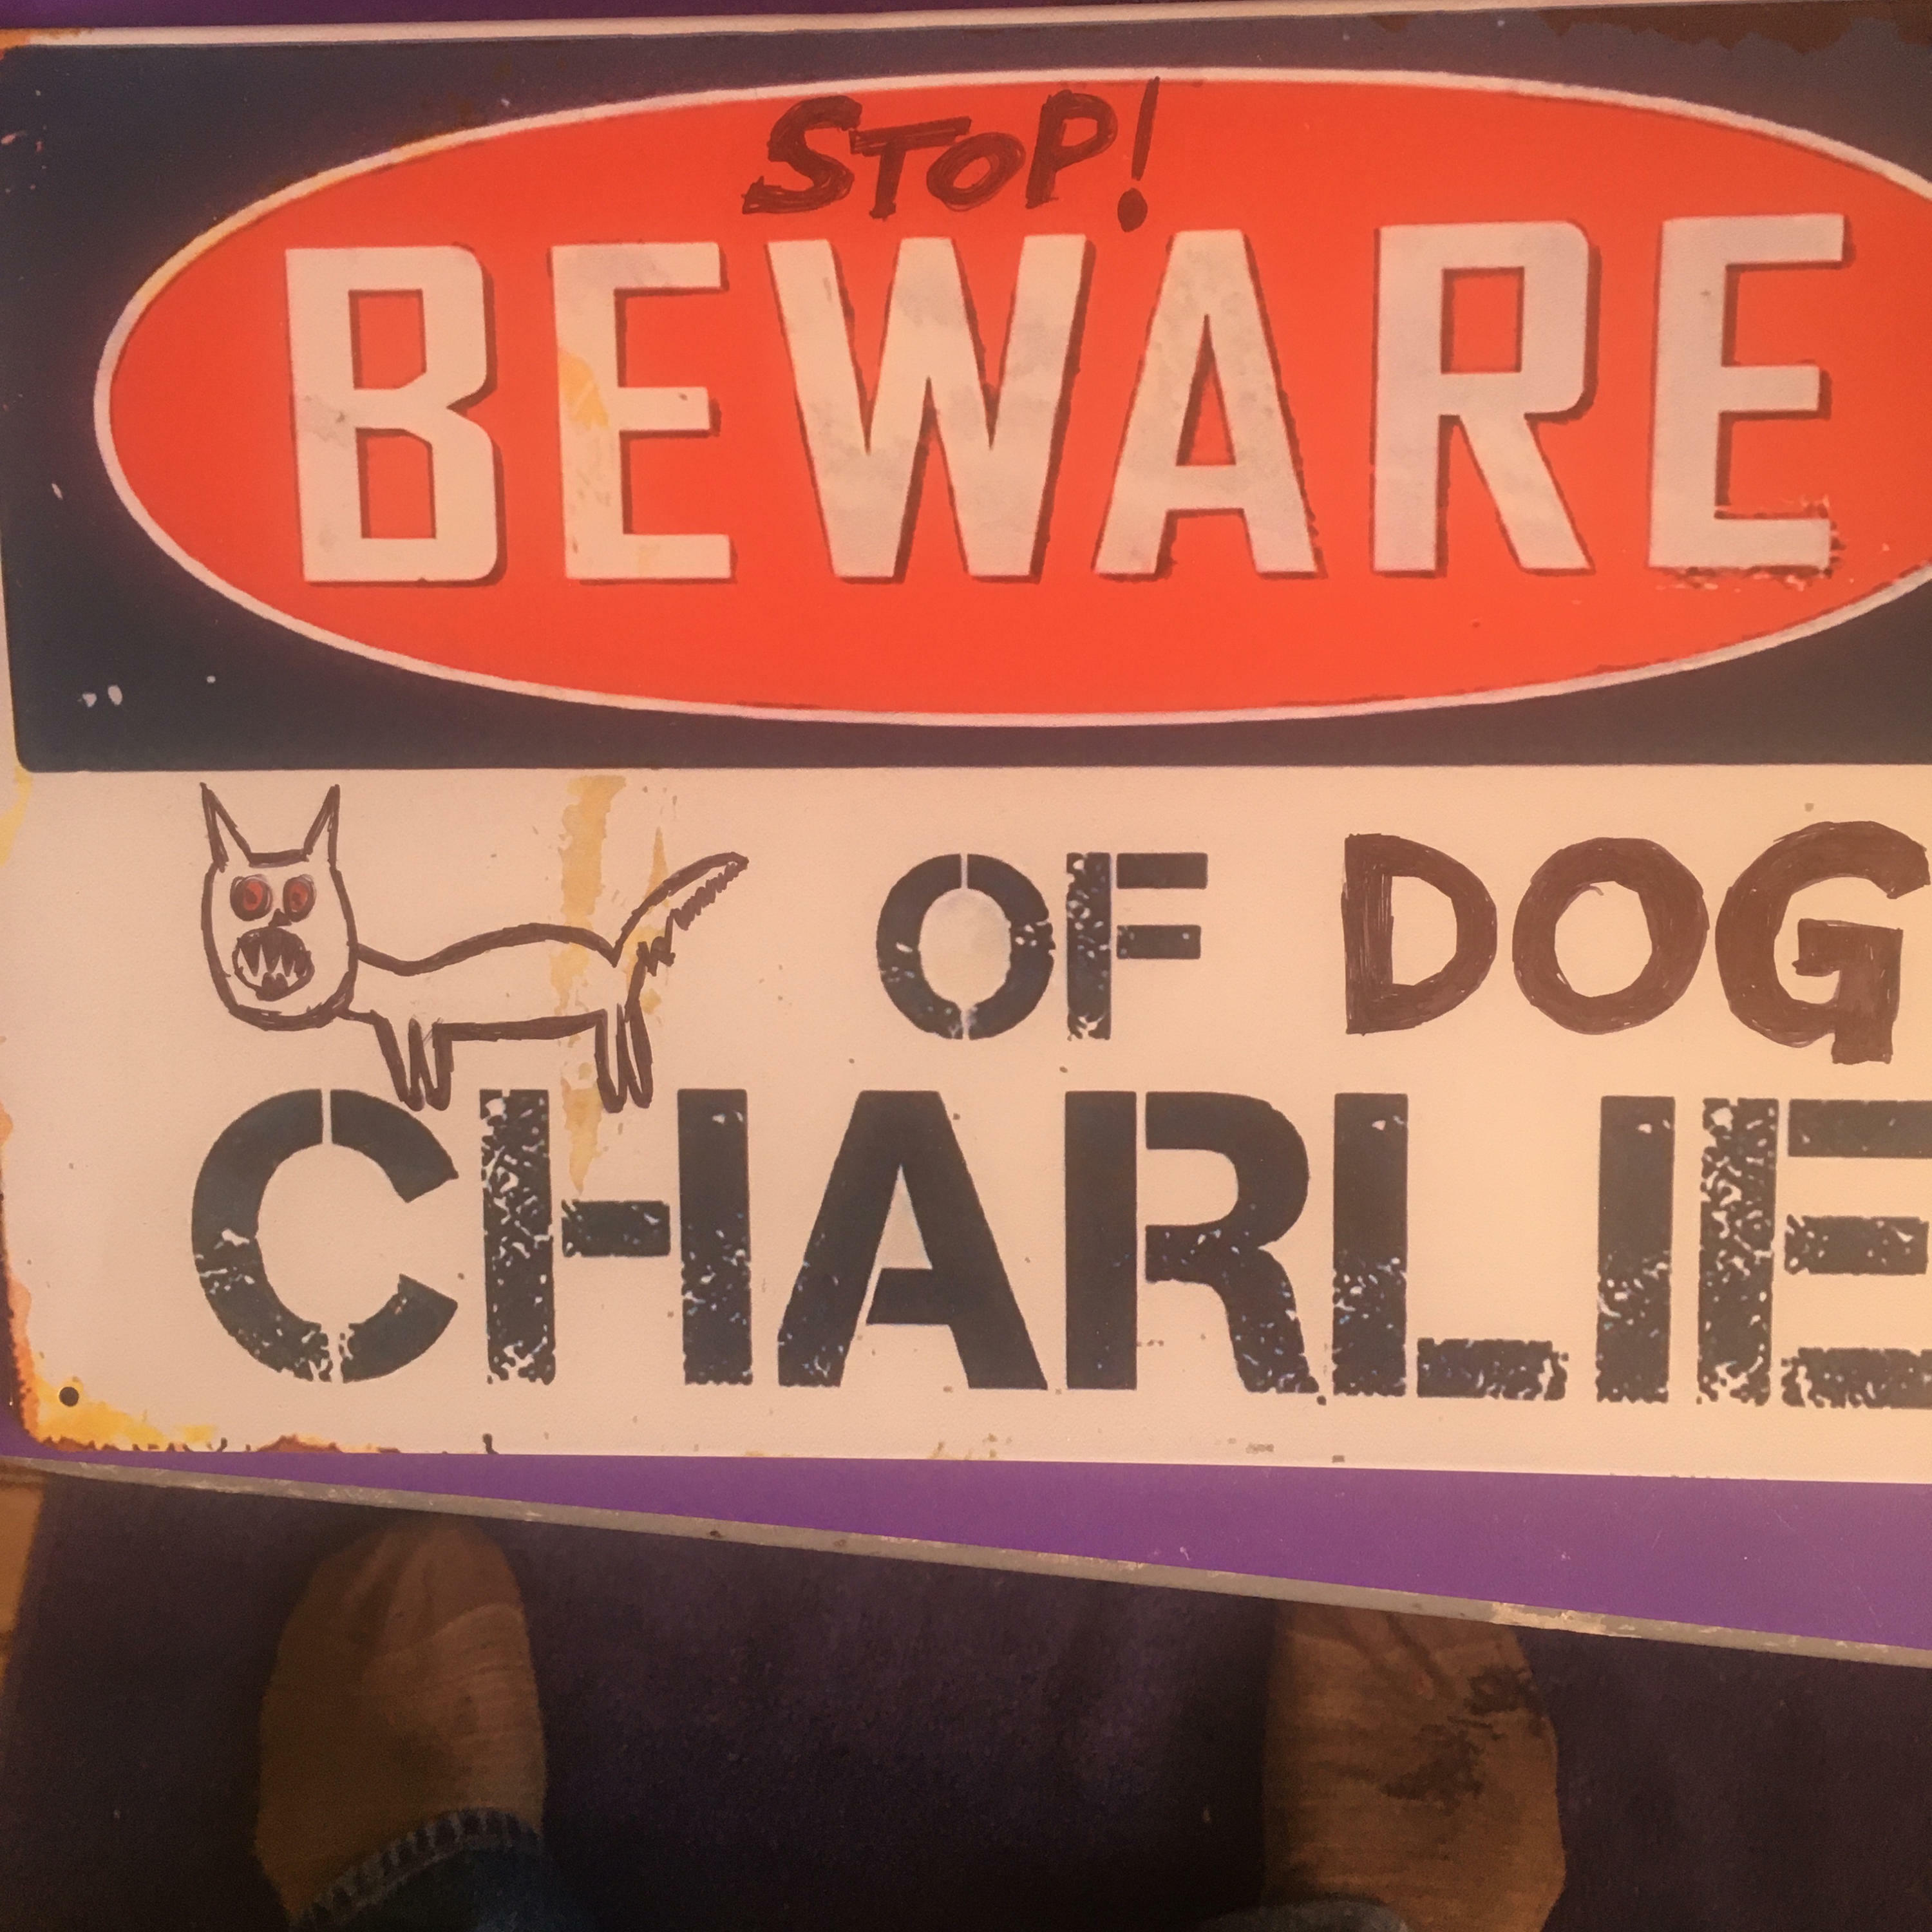 STOP!
BEWARE
OF DOG
CHARLIE